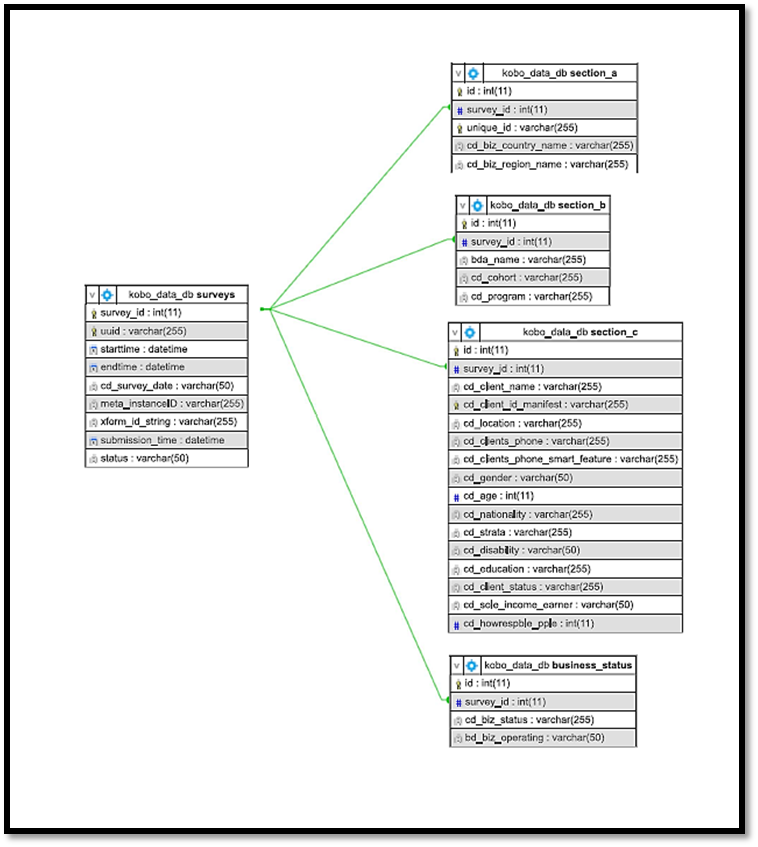 kobo_data_db surveys
survey_id : int(11)
uuid : varchar(255)
starttime : datetime
endtime : datetime
cd_survey_date : varchar(50)
meta_instanceID : varchar(255)
xform_id_string : varchar(255)
submission_time : datetime
status : varchar(50)
kobo_data_db section_a
id : int(11)
survey_id : int(11)
unique_id : varchar(255)
cd_biz_country_name : varchar(255)
cd_biz_region_name : varchar(255)
kobo_data_db section_b
id : int(11)
survey_id : int(11)
bda_name : varchar(255)
cd_cohort : varchar(255)
cd_program : varchar(255)
kobo_data_db section_c
id : int(11)
survey_id : int(11)
cd_client_name : varchar(255)
cd_client_id_manifest : varchar(255)
cd_location : varchar(255)
cd_clients_phone : varchar(255)
cd_clients_phone_smart_feature : varchar(255)
cd_gender : varchar(50)
cd_age : int(11)
cd_nationality : varchar(255)
cd_strata : varchar(255)
cd_disability : varchar(50)
cd_education : varchar(255)
cd_client_status : varchar(255)
cd_sole_income_earner : varchar(50)
cd_howrespble_pple : int(11)
kobo_data_db business_status
id : int(11)
survey_id : int(11)
cd_biz_status : varchar(255)
bd_biz_operating : varchar(50)